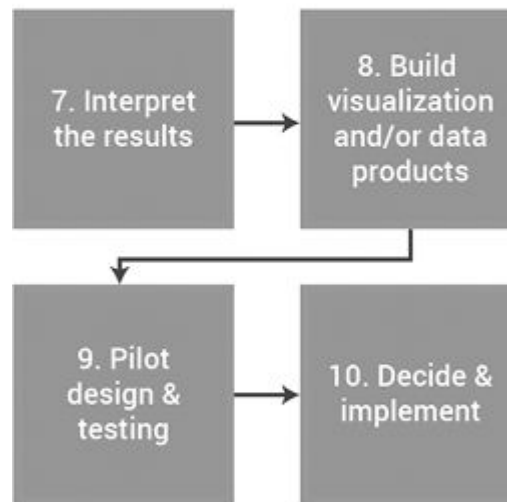 7. Interpret
the results
8. Build
visualization
and/or data
products
9. Pilot
design &
testing
10. Decide &
implement